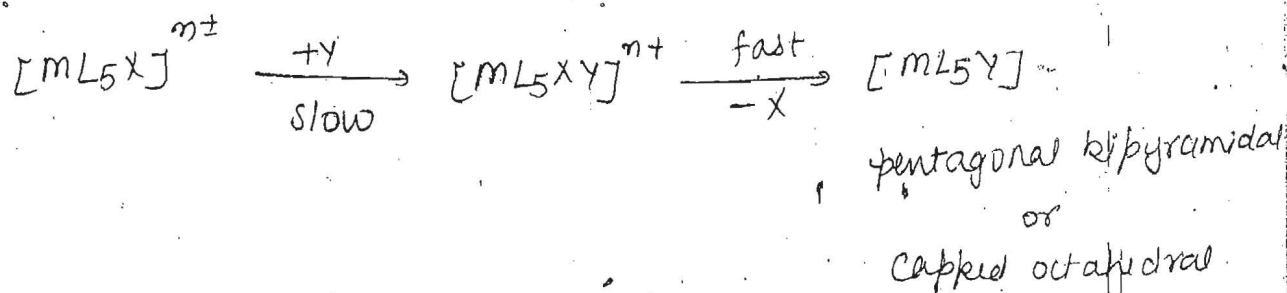 [ML5X]^n± +Y slow → [ML5XY]^n+ fast -X → [ML5Y]
pentagonal bipyramidal
or
capped octahedral